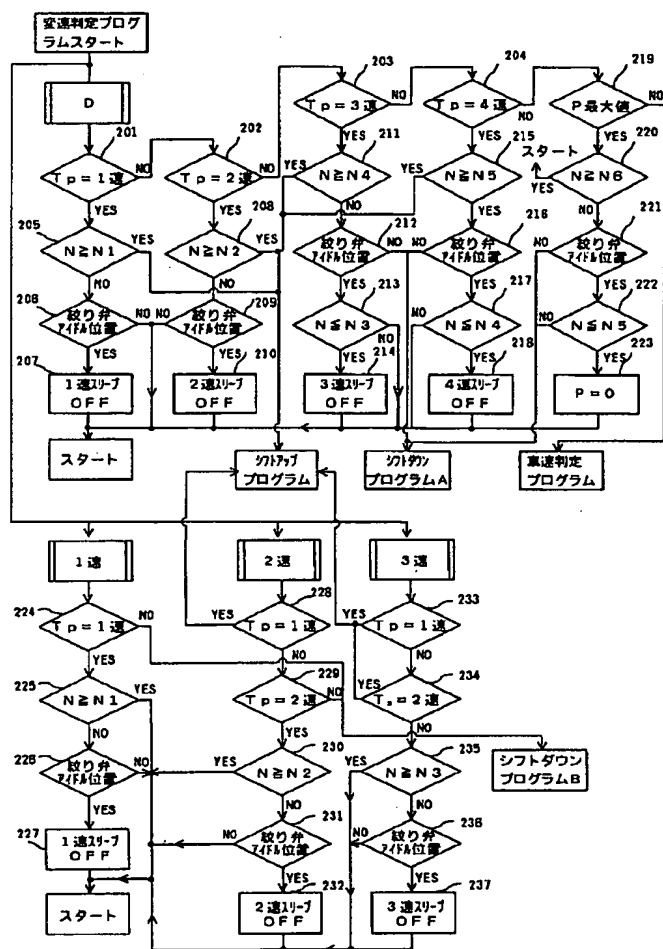 変速判定プログ
ラムスタート
D
201
Tp=1速
NO
YES
202
Tp=2速
NO
YES
203
Tp=3速
NO
YES
204
Tp=4速
NO
YES
219
P最大値
NO
YES
205
N≧N1
YES
NO
208
N≧N2
YES
NO
211
N≧N4
YES
NO
215
N≧N5
YES
NO
スタート
220
N≧N6
YES
NO
208
絞り弁
アイドル位置
NO
YES
209
絞り弁
アイドル位置
NO
YES
212
絞り弁
アイドル位置
NO
YES
216
絞り弁
アイドル位置
NO
YES
221
絞り弁
アイドル位置
NO
YES
213
N≦N3
NO
YES
217
N≦N4
NO
YES
222
N≦N5
NO
YES
207
1速スリーブ
OFF
210
2速スリーブ
OFF
214
3速スリーブ
OFF
218
4速スリーブ
OFF
223
P=0
スタート
シフトアップ
プログラム
シフトダウン
プログラムA
裏速判定
プログラム
1速
2速
3速
224
Tp=1速
NO
YES
228
Tp=1速
YES
NO
233
Tp=1速
YES
NO
225
N≧N1
YES
NO
229
Tp=2速
NO
YES
234
=2速
YES
NO
226
絞り弁
アイドル位置
NO
YES
230
N≧N2
YES
NO
235
N≧N3
YES
NO
シフトダウン
プログラムB
227
1速スリーブ
OFF
231
絞り弁
アイドル位置
NO
YES
236
絞り弁
アイドル位置
NO
YES
スタート
232
2速スリーブ
OFF
237
3速スリーブ
OFF